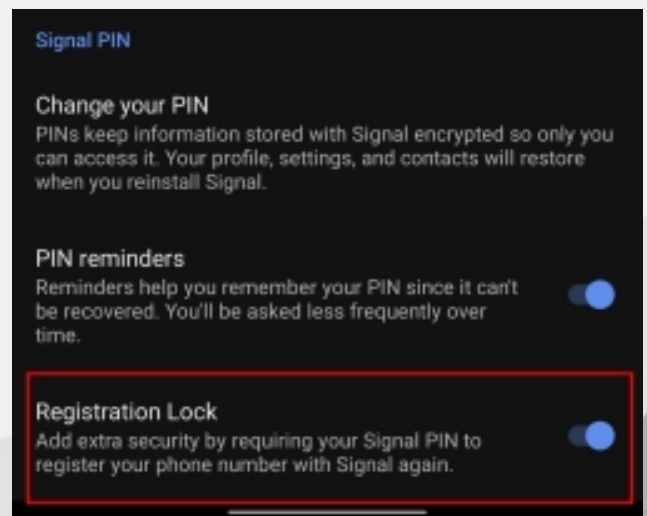 Signal PIN
Change your PIN
PINs keep information stored with Signal encrypted so only you
can access it. Your profile, settings, and contacts will restore
when you reinstall Signal.
PIN reminders
Reminders help you remember your PIN since it can't
be recovered. You'll be asked less frequently over
time.
Registration Lock
Add extra security by requiring your Signal PIN to
register your phone number with Signal again.